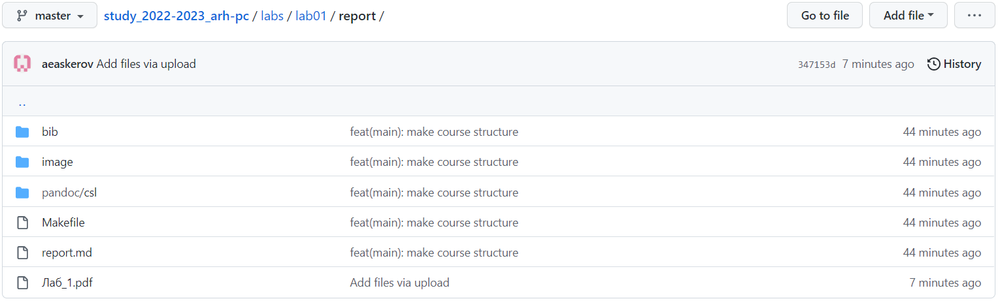 master study_2022-2023_arh-pc / labs / lab01 / report / Go to file Add file ...
aeaskerov Add files via upload 347153d 7 minutes ago History
..
bib feat(main): make course structure 44 minutes ago
image feat(main): make course structure 44 minutes ago
pandoc/csl feat(main): make course structure 44 minutes ago
Makefile feat(main): make course structure 44 minutes ago
report.md feat(main): make course structure 44 minutes ago
Лаб_1.pdf Add files via upload 7 minutes ago